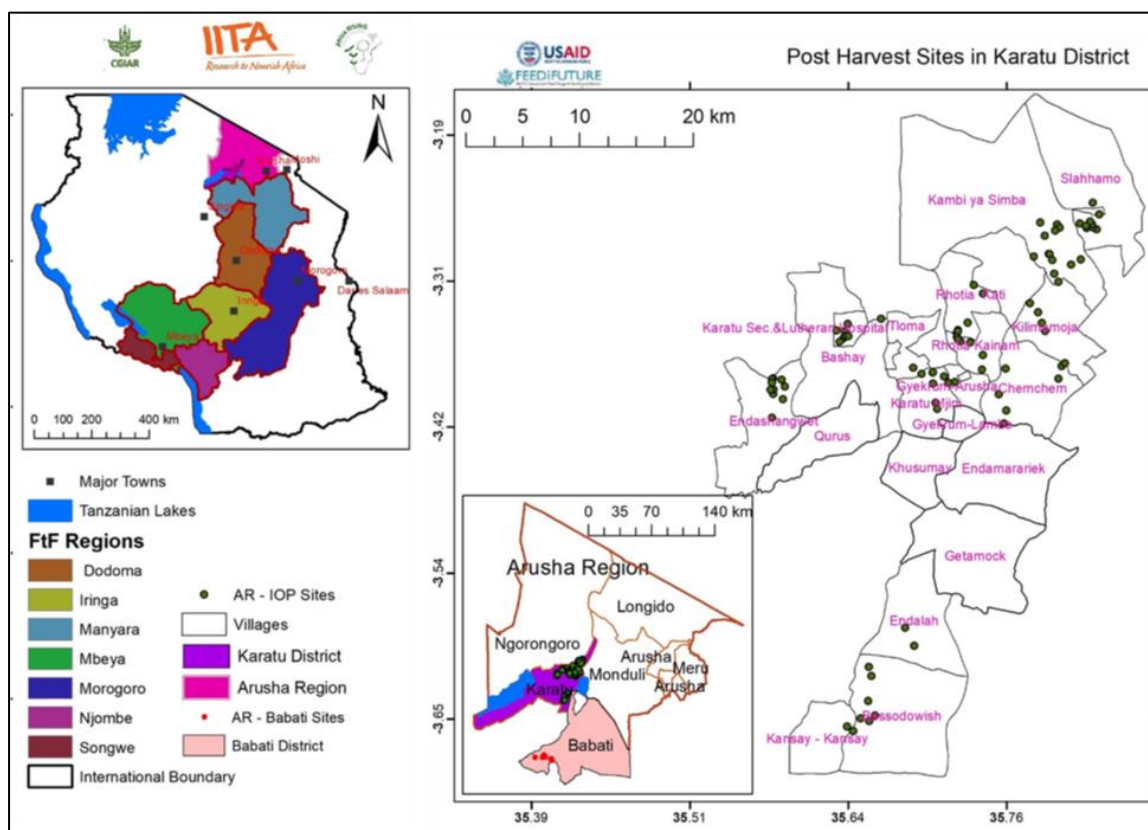 CGIAR
IITA
Research to Nourish Africa
AFRICA RISING
USAID
FEED THE FUTURE
Post Harvest Sites in Karatu District
N
Moshi
Dodoma
Morogoro
Dar es Salaam
Iringa
Mbeya
0 200 400 km
Major Towns
Tanzanian Lakes
FtF Regions
Dodoma
Iringa
Manyara
Mbeya
Morogoro
Njombe
Songwe
International Boundary
AR - IOP Sites
Villages
Karatu District
Arusha Region
AR - Babati Sites
Babati District
0 5 10 20 km
-3.19
-3.31
-3.42
-3.54
-3.65
35.39
35.51
35.64
35.76
Slahhamo
Kambi ya Simba
Rhotia Kati
Karatu Sec.&Lutheran Hospital
Tloma
Kilimamoja
Bashay
Rhotia Kainam
Gyekrum-Arusha
Chemchem
Karatu Mjini
Endashangwet
Gyekrum-Lambo
Qurus
Khusumay
Endamarariek
Getamock
Endalah
Bassodowish
Kansay - Kansay
0 35 70 140 km
Arusha Region
Longido
Ngorongoro
Arusha
Meru
Monduli
Arusha
Karatu
Babati